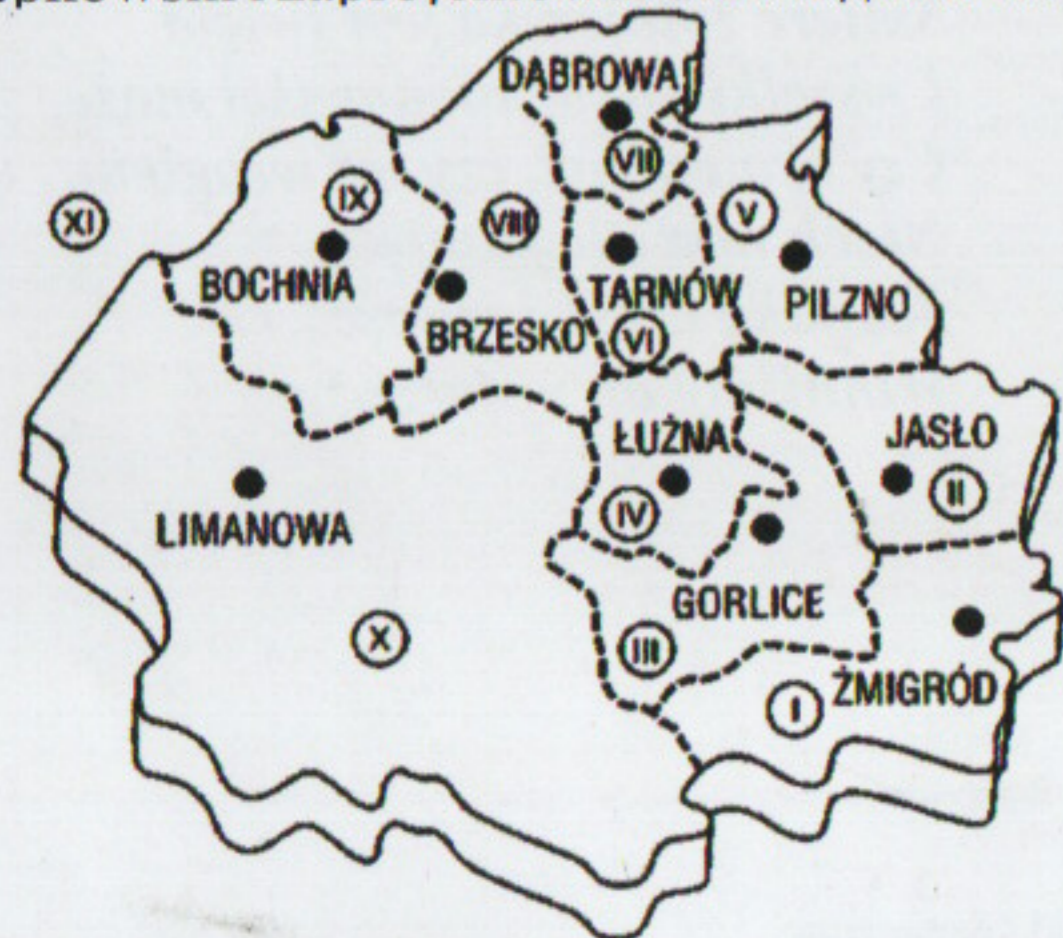 DĄBROWA
VII
IX
XI
VIII
V
BOCHNIA
TARNÓW
PILZNO
BRZESKO
VI
ŁUŻNA
JASŁO
IV
II
LIMANOWA
GORLICE
X
III
I
ŻMIGRÓD